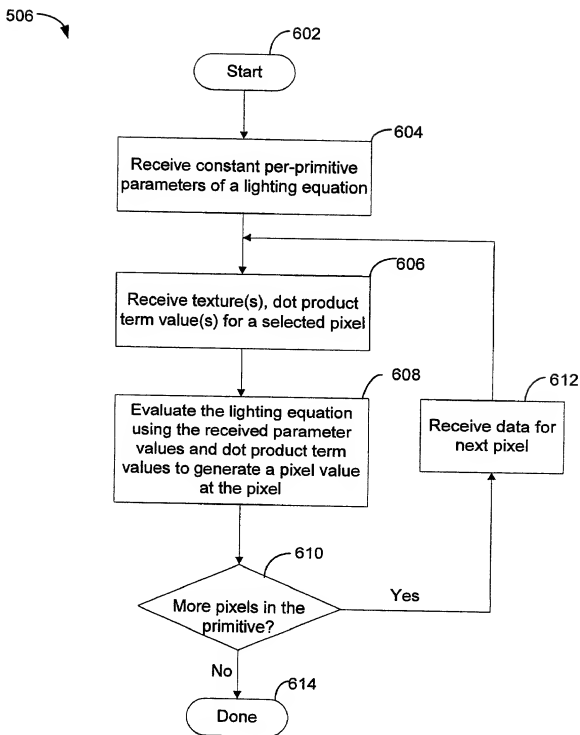 506
602
Start
604
Receive constant per-primitive
parameters of a lighting equation
606
Receive texture(s), dot product
term value(s) for a selected pixel
608
Evaluate the lighting equation
using the received parameter
values and dot product term
values to generate a pixel value
at the pixel
612
Receive data for
next pixel
610
More pixels in the
primitive?
Yes
No
614
Done